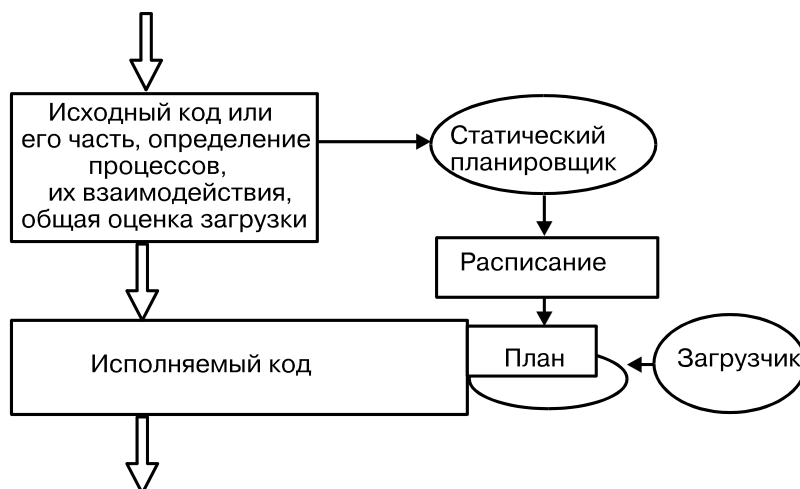 Исходный код или
его часть, определение
процессов,
их взаимодействия,
общая оценка загрузки
Статический
планировщик
Расписание
Исполняемый код
План
Загрузчик